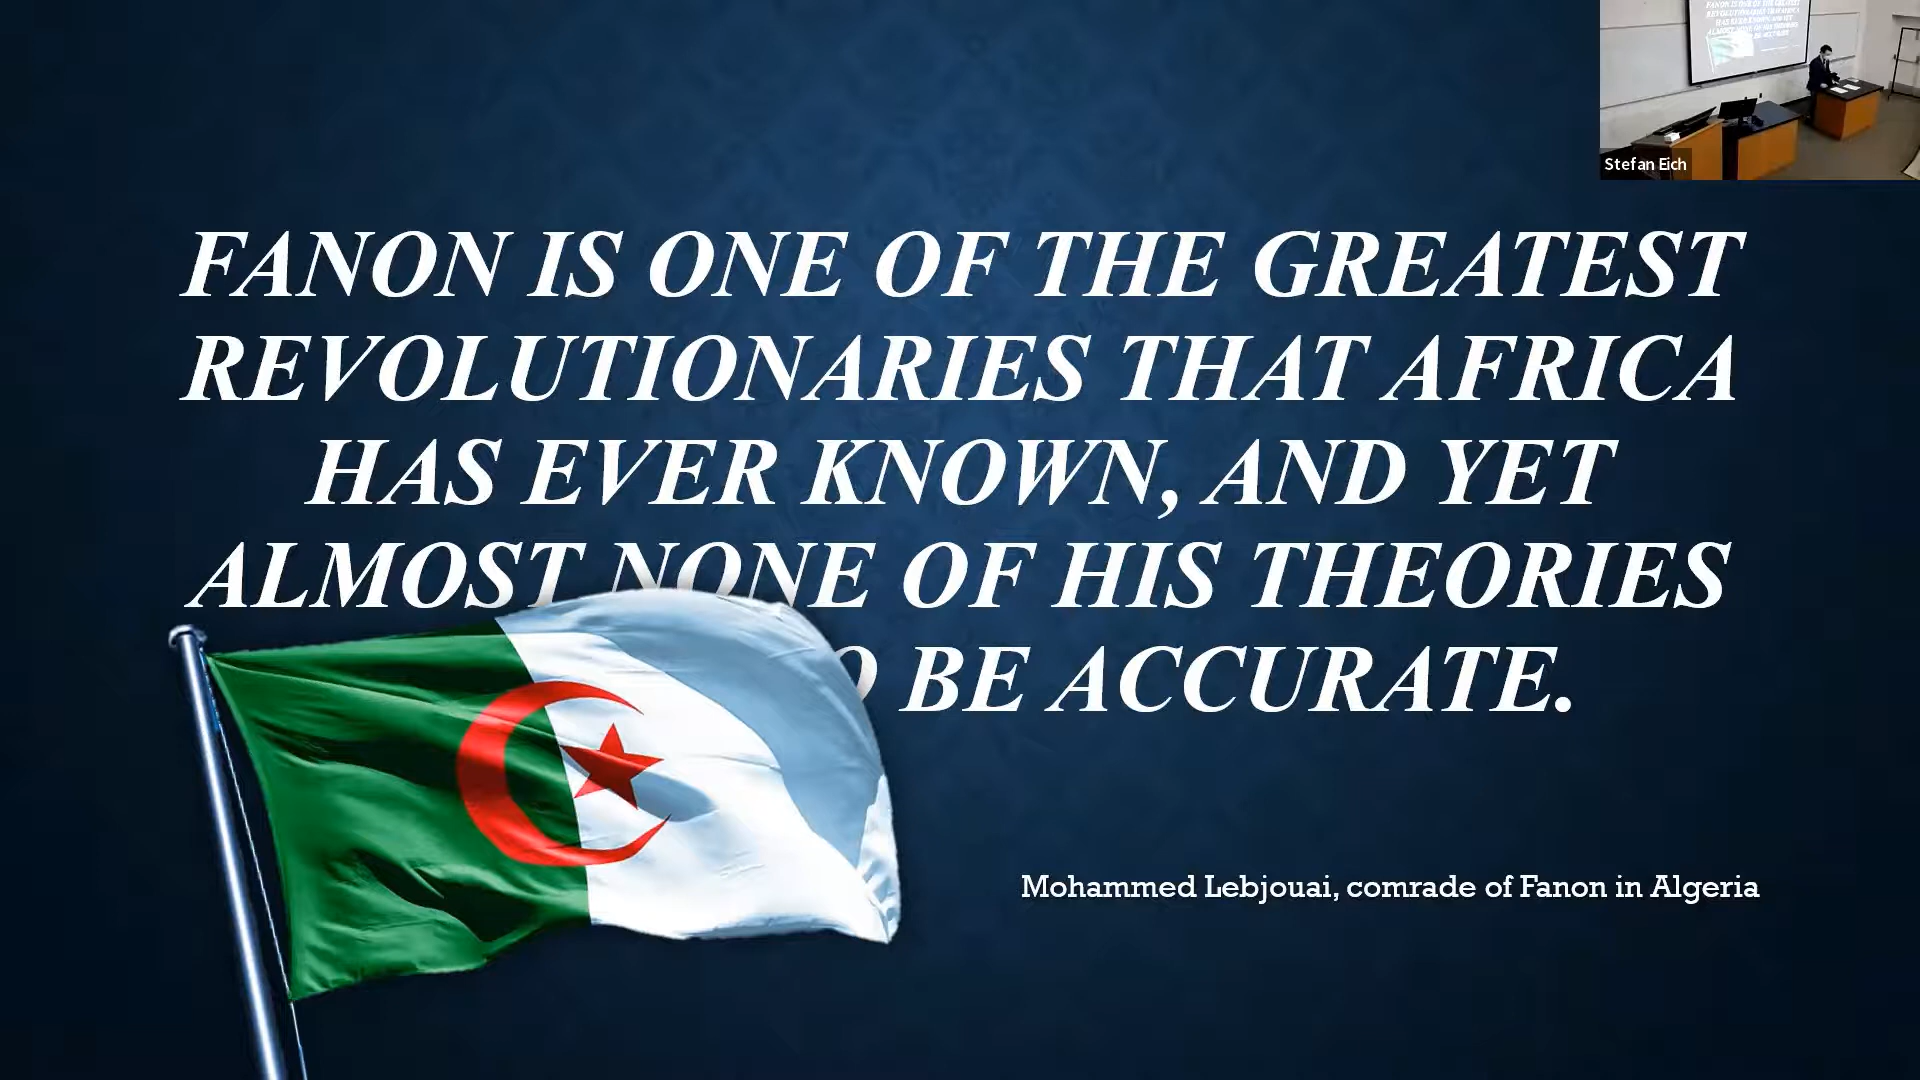 Stefan Eich
FANON IS ONE OF THE GREATEST
REVOLUTIONARIES THAT AFRICA
HAS EVER KNOWN, AND YET
ALMOST NONE OF HIS THEORIES
BE ACCURATE.
Mohammed Lebjouai, comrade of Fanon in Algeria